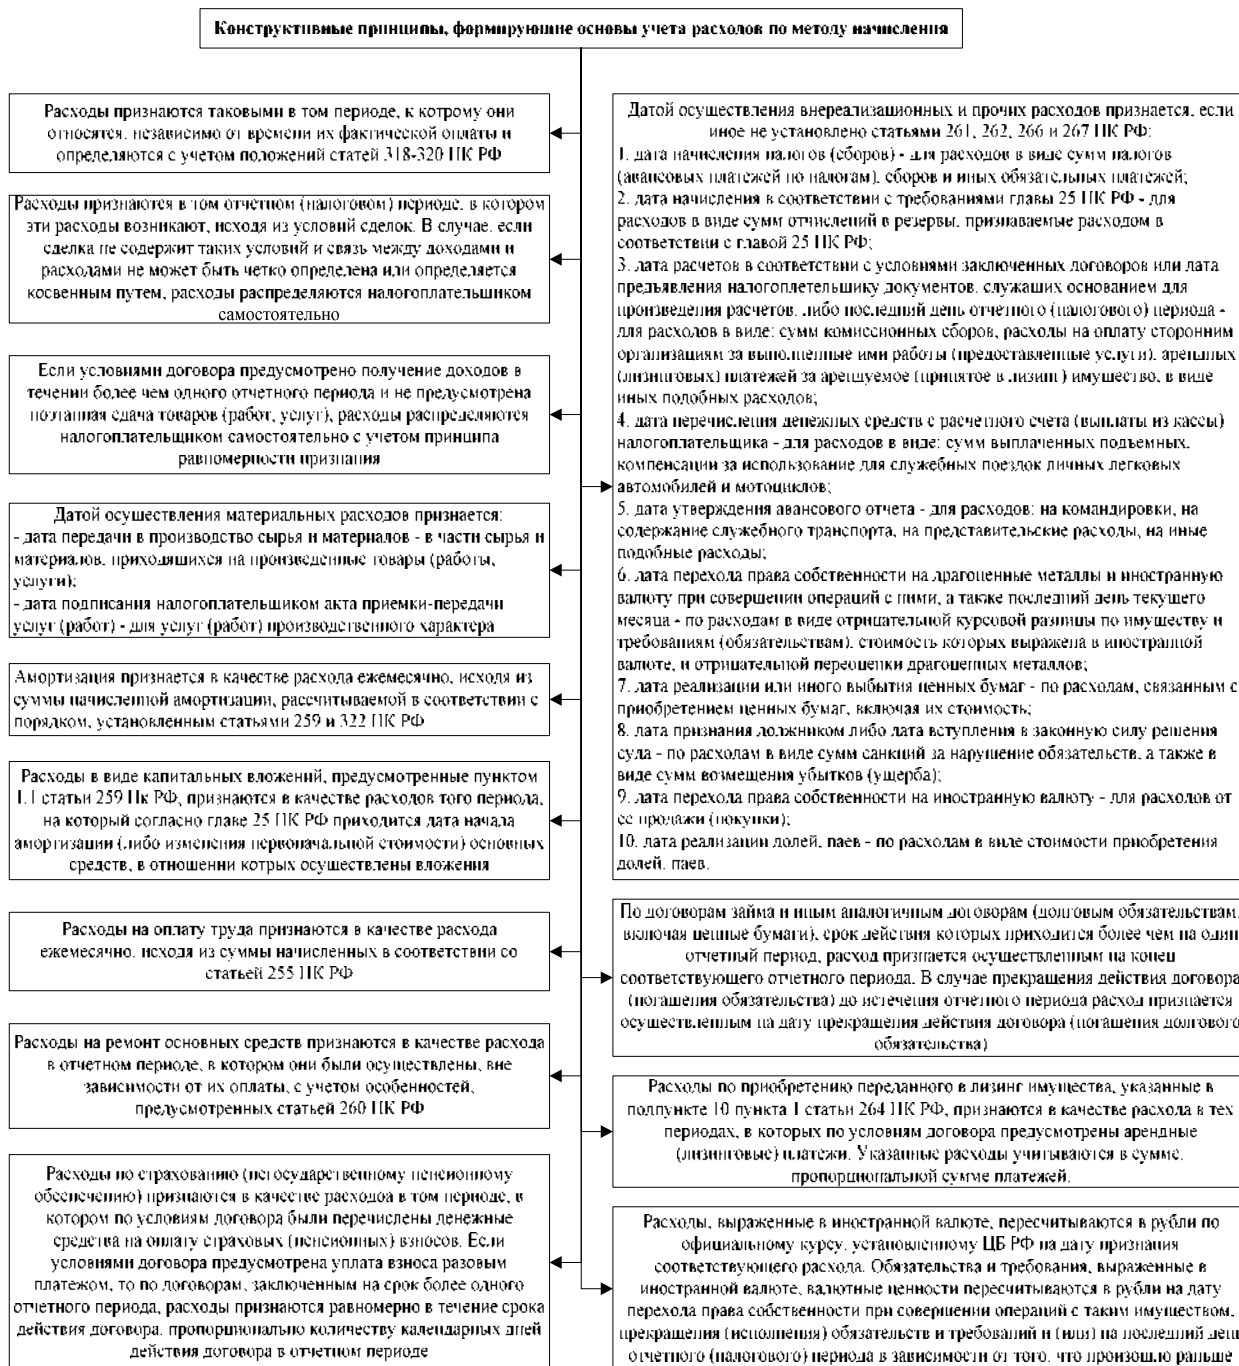 Конструктивные принципы, формирующие основы учета расходов по методу начисления
Расходы признаются таковыми в том периоде, к котрому они
относятся, независимо от времени их фактической оплаты и
определяются с учетом положений статей 318-320 НК РФ
Расходы признаются в том отчетном (налоговом) периоде, в котором
эти расходы возникают, исходя из условий сделок. В случае, если
сделка не содержит таких условий и связь между доходами и
расходами не может быть четко определена или определяется
косвенным путем, расходы распределяются налогоплательщиком
самостоятельно
Если условиями договора предусмотрено получение доходов в
течении более чем одного отчетного периода и не предусмотрена
поэтапная сдача товаров (работ, услуг), расходы распределяются
налогоплательщиком самостоятельно с учетом принципа
равномерности признания
Датой осуществления материальных расходов признается:
- дата передачи в производство сырья и материалов - в части сырья и
материалов, приходящихся на произведенные товары (работы,
услуги);
- дата подписания налогоплательщиком акта приемки-передачи
услуг (работ) - для услуг (работ) производственного характера
Амортизация признается в качестве расхода ежемесячно, исходя из
суммы начисленной амортизации, рассчитываемой в соответствии с
порядком, установленным статьями 259 и 322 НК РФ
Расходы в виде капитальных вложений, предусмотренные пунктом
1.1 статьи 259 Нк РФ, признаются в качестве расходов того периода,
на который согласно главе 25 НК РФ приходится дата начала
амортизации (либо изменения первоначальной стоимости) основных
средств, в отношении котрых осуществлены вложения
Расходы на оплату труда признаются в качестве расхода
ежемесячно, исходя из суммы начисленных в соответствии со
статьей 255 НК РФ
Расходы на ремонт основных средств признаются в качестве расхода
в отчетном периоде, в котором они были осуществлены, вне
зависимости от их оплаты, с учетом особенностей,
предусмотренных статьей 260 НК РФ
Расходы по страхованию (негосударственному пенсионному
обеспечению) признаются в качестве расходоа в том периоде, в
котором по условиям договора были перечислены денежные
средства на оплату страховых (пенсионных) взносов. Если
условиями договора предусмотрена уплата взноса разовым
платежом, то по договорам, заключенным на срок более одного
отчетного периода, расходы признаются равномерно в течение срока
действия договора, пропорционально количеству календарных дней
действия договора в отчетном периоде
Датой осуществления внереализационных и прочих расходов признается, если
иное не установлено статьями 261, 262, 266 и 267 НК РФ:
1. дата начисления налогов (сборов) - для расходов в виде сумм налогов
(авансовых платежей по налогам), сборов и иных обязательных платежей;
2. дата начисления в соответствии с требованиями главы 25 НК РФ - для
расходов в виде сумм отчислений в резервы, признаваемые расходом в
соответствии с главой 25 НК РФ;
3. дата расчетов в соответствии с условиями заключенных договоров или дата
предъявления налогоплетельщику документов, служащих основанием для
произведения расчетов, либо последний день отчетного (налогового) периода -
для расходов в виде: сумм комиссионных сборов, расходы на оплату сторонним
организациям за выполненные ими работы (предоставленные услуги), арендных
(лизинговых) платежей за арендуемое (принятое в лизинг) имущество, в виде
иных подобных расходов;
4. дата перечисления денежных средств с расчетного счета (выплаты из кассы)
налогоплательщика - для расходов в виде: сумм выплаченных подъемных,
компенсации за использование для служебных поездок личных легковых
автомобилей и мотоциклов;
5. дата утверждения авансового отчета - для расходов: на командировки, на
содержание служебного транспорта, на представительские расходы, на иные
подобные расходы;
6. дата перехода права собственности на драгоценные металлы и иностранную
валюту при совершении операций с ними, а также последний день текущего
месяца - по расходам в виде отрицательной курсовой разницы по имуществу и
требованиям (обязательствам), стоимость которых выражена в иностранной
валюте, и отрицательной переоценки драгоценных металлов;
7. дата реализации или иного выбытия ценных бумаг - по расходам, связанным с
приобретением ценных бумаг, включая их стоимость;
8. дата признания должником либо дата вступления в законную силу решения
суда - по расходам в виде сумм санкций за нарушение обязательств, а также в
виде сумм возмещения убытков (ущерба);
9. дата перехода права собственности на иностранную валюту - для расходов от
ее продажи (покупки);
10. дата реализации долей, паев - по расходам в виде стоимости приобретения
долей, паев.
По договорам займа и иным аналогичным договорам (долговым обязательствам,
включая ценные бумаги), срок действия которых приходится более чем на один
отчетный период, расход признается осуществленным на конец
соответствующего отчетного периода. В случае прекращения действия договора
(погашения обязательства) до истечения отчетного периода расход признается
осуществленным на дату прекращения действия договора (погашения долгового
обязательства)
Расходы по приобретению переданного в лизинг имущества, указанные в
подпункте 10 пункта 1 статьи 264 НК РФ, признаются в качестве расхода в тех
периодах, в которых по условиям договора предусмотрены арендные
(лизинговые) платежи. Указанные расходы учитываются в сумме,
пропорциональной сумме платежей.
Расходы, выраженные в иностранной валюте, пересчитываются в рубли по
официальному курсу, установленному ЦБ РФ на дату признания
соответствующего расхода. Обязательства и требования, выраженные в
иностранной валюте, валютные ценности пересчитываются в рубли на дату
перехода права собственности при совершении операций с таким имуществом,
прекращения (исполнения) обязательств и требований и (или) на последний день
отчетного (налогового) периода в зависимости от того, что произошло раньше